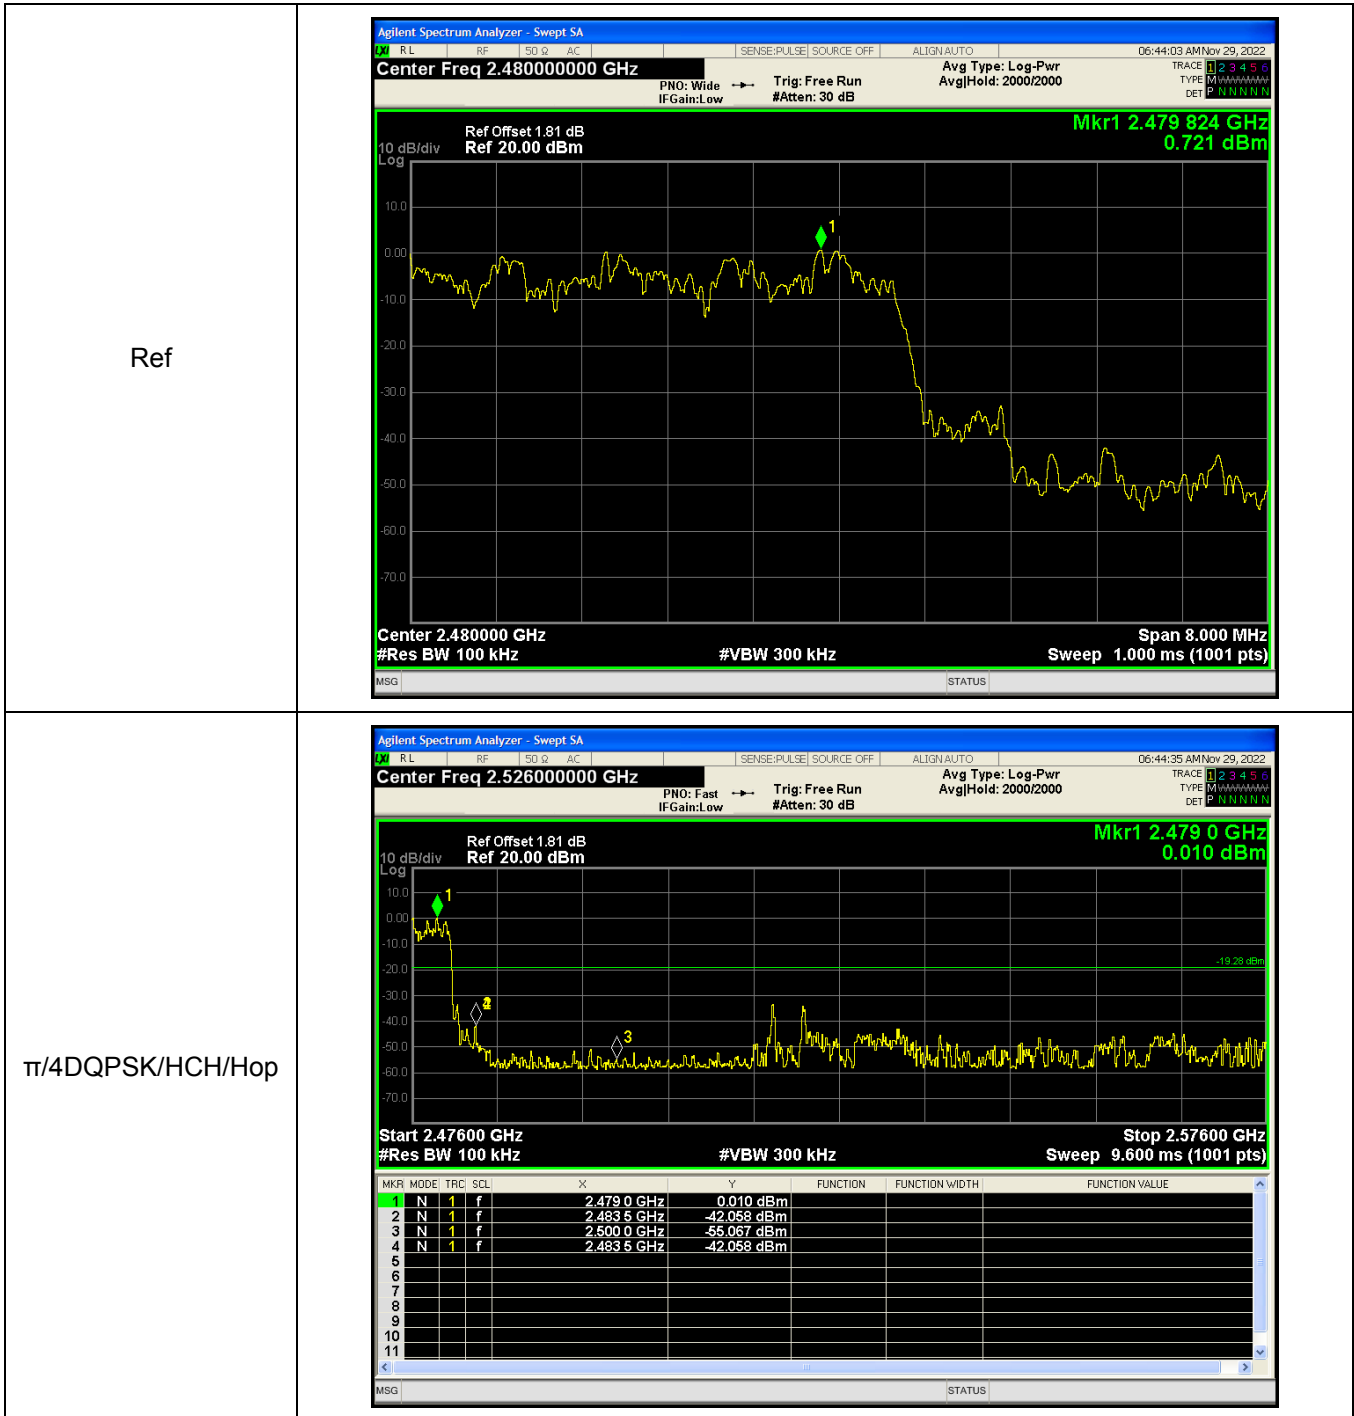 Ref
Agilent Spectrum Analyzer - Swept SA
LXI RL RF 50 Ω AC SENSE:PULSE SOURCE OFF ALIGN AUTO 06:44:03 AM Nov 29, 2022
Center Freq 2.480000000 GHz
PNO: Wide
IFGain:Low
Trig: Free Run
#Atten: 30 dB
Avg Type: Log-Pwr
Avg|Hold: 2000/2000
TRACE 1 2 3 4 5 6
TYPE M
DET P N N N N N
Mkr1 2.479 824 GHz
0.721 dBm
Ref Offset 1.81 dB
10 dB/div Ref 20.00 dBm
Log
10.0
0.00
-10.0
-20.0
-30.0
-40.0
-50.0
-60.0
-70.0
1
Center 2.480000 GHz Span 8.000 MHz
#Res BW 100 kHz #VBW 300 kHz Sweep 1.000 ms (1001 pts)
MSG STATUS
π/4DQPSK/HCH/Hop
Agilent Spectrum Analyzer - Swept SA
LXI RL RF 50 Ω AC SENSE:PULSE SOURCE OFF ALIGN AUTO 06:44:35 AM Nov 29, 2022
Center Freq 2.526000000 GHz
PNO: Fast
IFGain:Low
Trig: Free Run
#Atten: 30 dB
Avg Type: Log-Pwr
Avg|Hold: 2000/2000
TRACE 1 2 3 4 5 6
TYPE M
DET P N N N N N
Mkr1 2.479 0 GHz
0.010 dBm
Ref Offset 1.81 dB
10 dB/div Ref 20.00 dBm
Log
10.0
0.00
-10.0
-20.0
-30.0
-40.0
-50.0
-60.0
-70.0
1
3
-19.28 dBm
Start 2.47600 GHz Stop 2.57600 GHz
#Res BW 100 kHz #VBW 300 kHz Sweep 9.600 ms (1001 pts)
MKR MODE TRC SCL X Y FUNCTION FUNCTION WIDTH FUNCTION VALUE
1 N 1 f 2.479 0 GHz 0.010 dBm
2 N 1 f 2.483 5 GHz -42.058 dBm
3 N 1 f 2.500 0 GHz -55.067 dBm
4 N 1 f 2.483 5 GHz -42.058 dBm
5
6
7
8
9
10
11
MSG STATUS